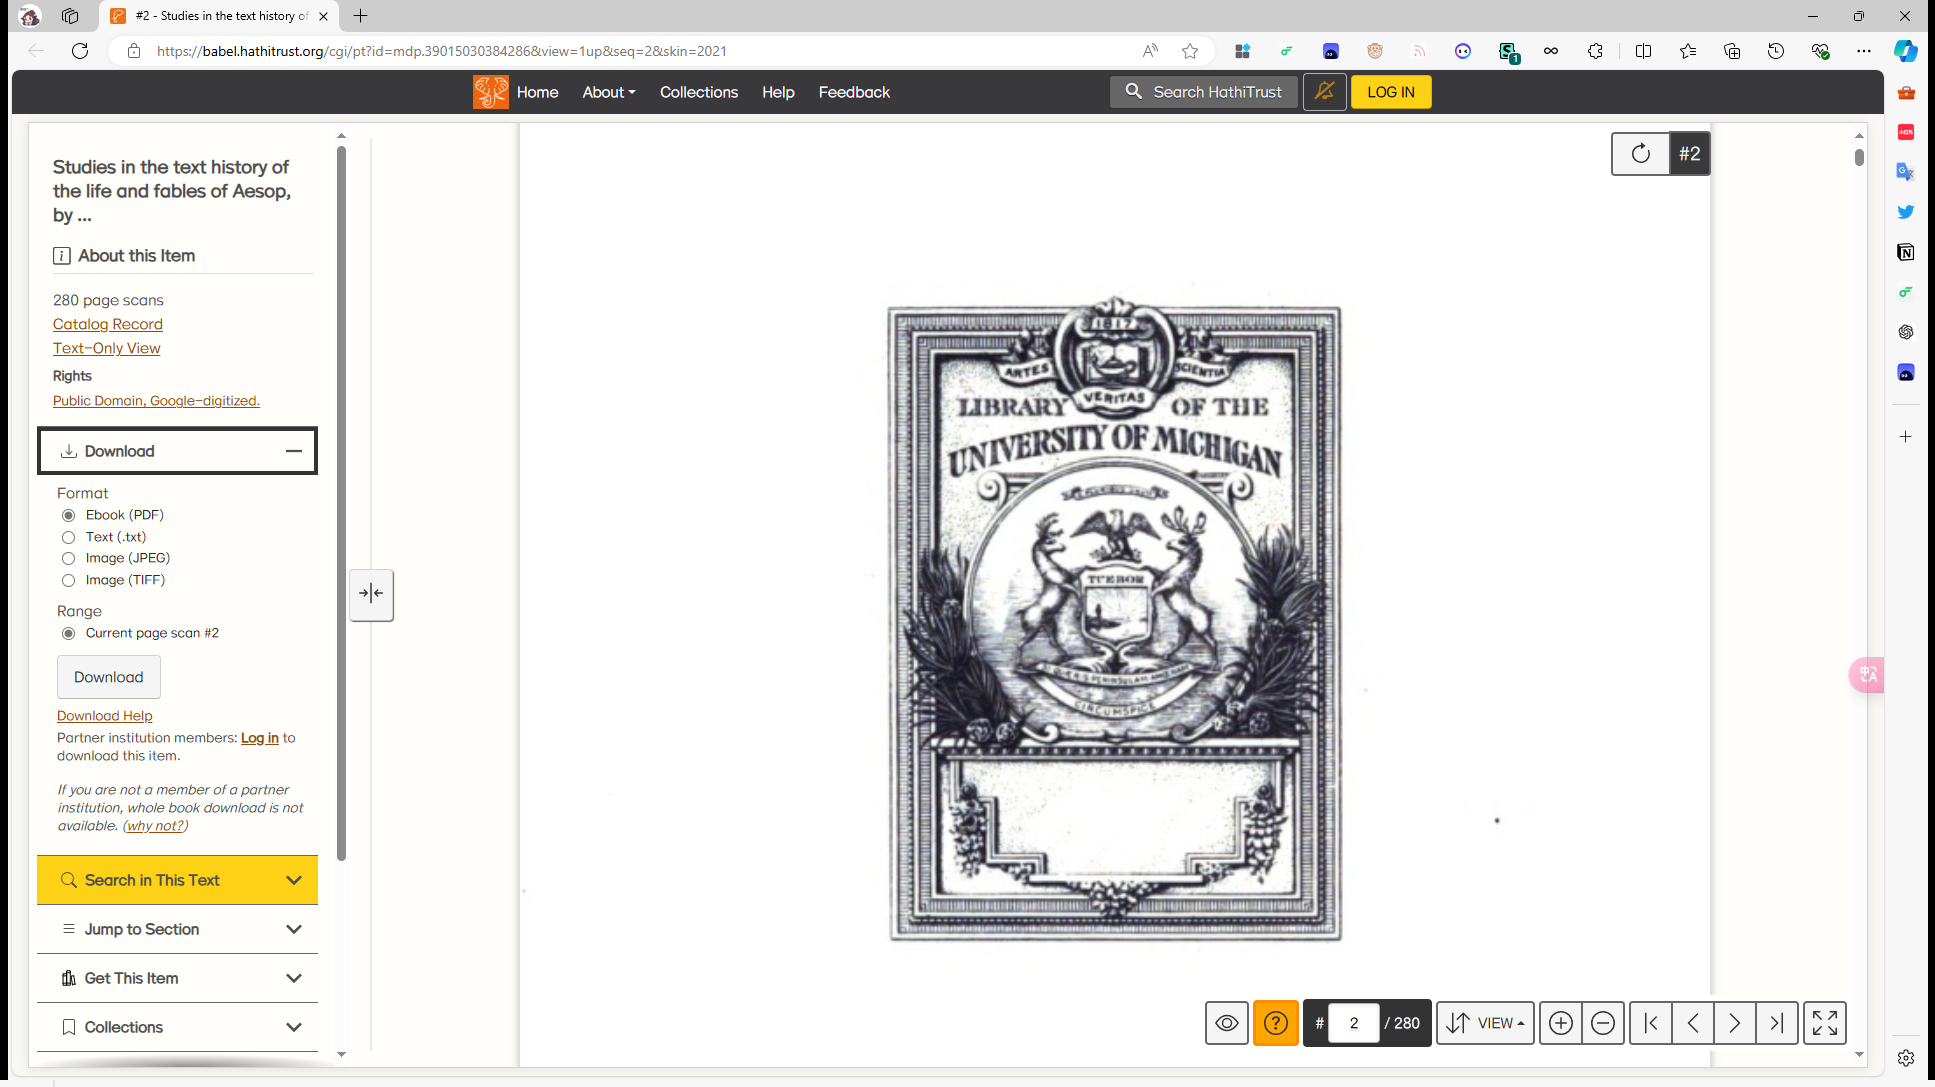 #2 - Studies in the text history of
https://babel.hathitrust.org/cgi/pt?id=mdp.39015030384286&view=1up&seq=2&skin=2021
Home About Collections Help Feedback Search HathiTrust LOG IN
Studies in the text history of
the life and fables of Aesop,
by ...
About this Item
280 page scans
Catalog Record
Text-Only View
Rights
Public Domain, Google-digitized.
Download
Format
Ebook (PDF)
Text (.txt)
Image (JPEG)
Image (TIFF)
Range
Current page scan #2
Download
Download Help
Partner institution members: Log in to
download this item.
If you are not a member of a partner
institution, whole book download is not
available. (why not?)
Search in This Text
Jump to Section
Get This Item
Collections
#2
1817
ARTES SCIENTIA
VERITAS
LIBRARY OF THE
UNIVERSITY OF MICHIGAN
TUEBOR
CIRCUMSPICE
# 2 / 280 VIEW